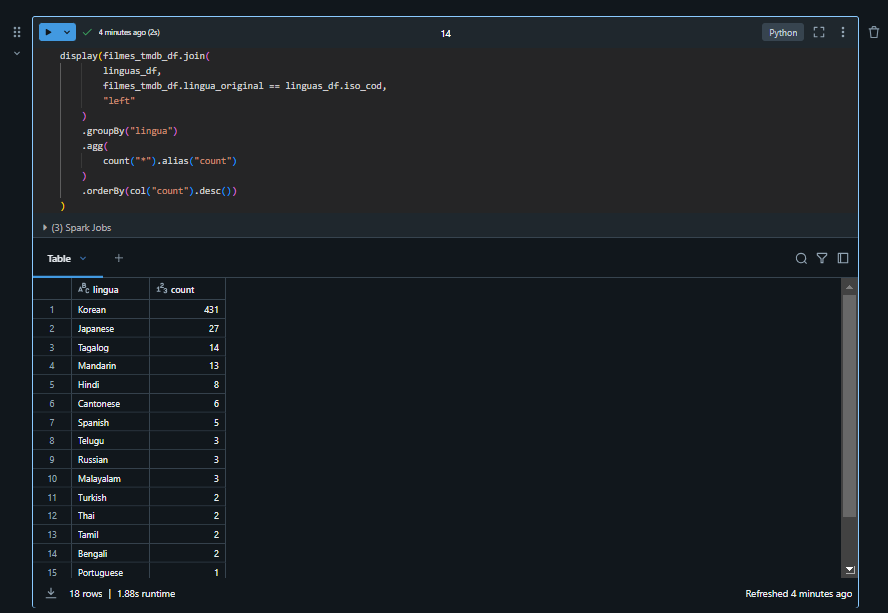 4 minutes ago (2s)
14
Python
display(filmes_tmdb_df.join(
linguas_df,
filmes_tmdb_df.lingua_original == linguas_df.iso_cod,
"left"
)
.groupBy("lingua")
.agg(
count("*").alias("count")
)
.orderBy(col("count").desc())
)
(3) Spark Jobs
Table
ABC lingua 123 count
1 Korean 431
2 Japanese 27
3 Tagalog 14
4 Mandarin 13
5 Hindi 8
6 Cantonese 6
7 Spanish 5
8 Telugu 3
9 Russian 3
10 Malayalam 3
11 Turkish 2
12 Thai 2
13 Tamil 2
14 Bengali 2
15 Portuguese 1
18 rows | 1.88s runtime
Refreshed 4 minutes ago